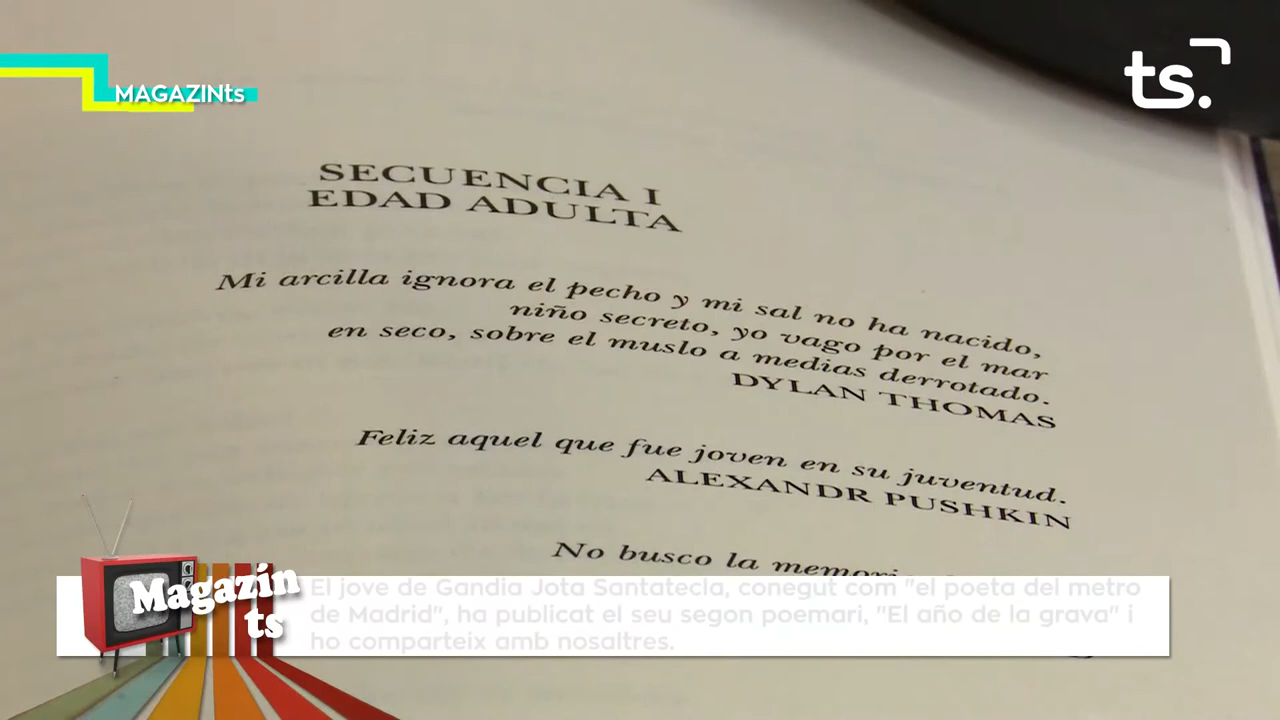 MAGAZINts
ts.
SECUENCIA I
EDAD ADULTA
Mi arcilla ignora el pecho y mi sal no ha nacido,
niño secreto, yo vago por el mar
en seco, sobre el muslo a medias derrotado.
DYLAN THOMAS
Feliz aquel que fue joven en su juventud.
ALEXANDR PUSHKIN
No busco la
Magazin
ts
El jove de Gandia Jota Santatecla, conegut com "el poeta del metro
de Madrid", ha publicat el seu segon poemari, "El año de la grava" i
ho comparteix amb nosaltres.